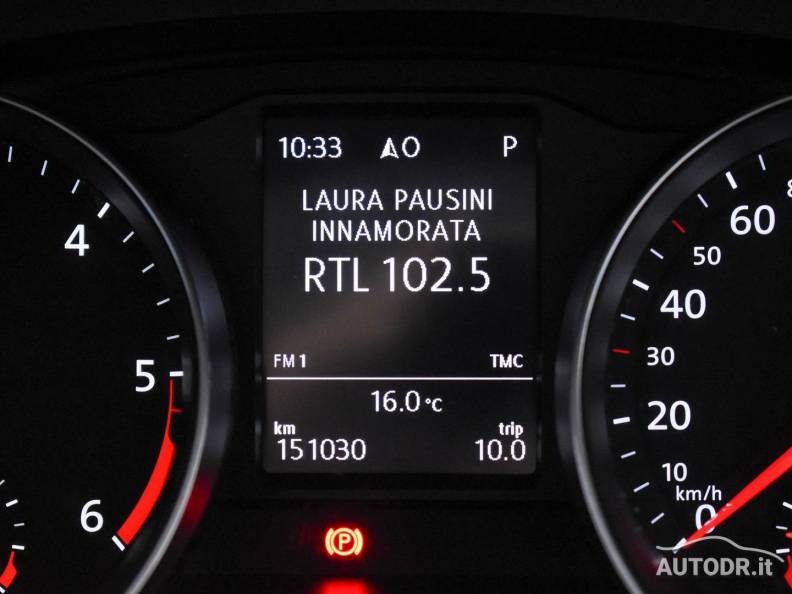 10:33 O P
LAURA PAUSINI
INNAMORATA
RTL 102.5
FM 1 TMC
16.0 °C
km trip
151030 10.0
4
5
6
P
60
50
40
30
20
10
km/h
0
AUTODR.it